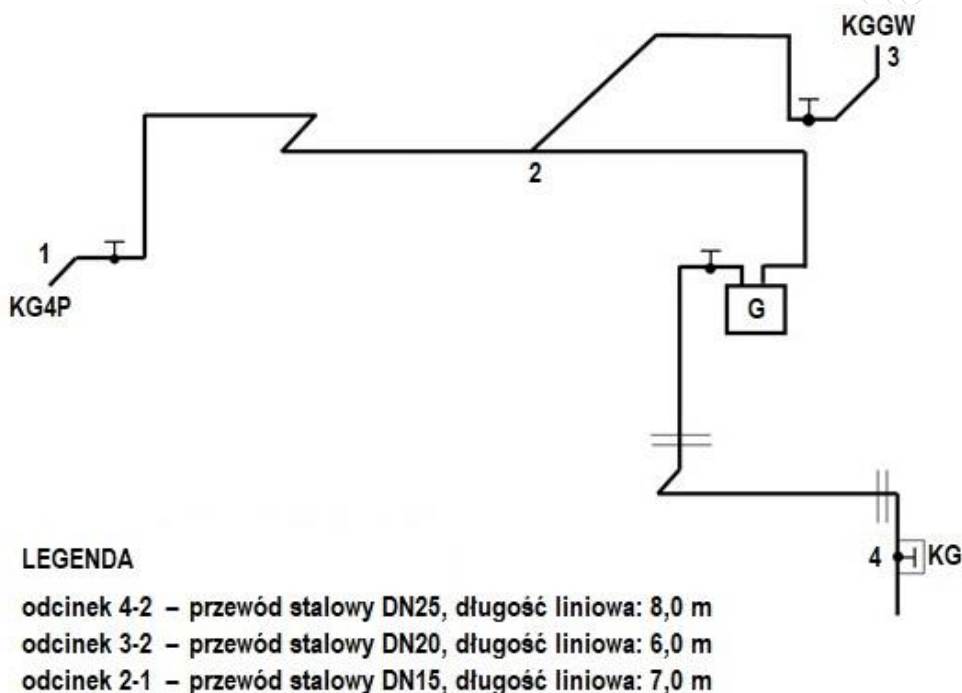 KGGW
3
2
1
KG4P
G
4 KG
LEGENDA
odcinek 4-2 – przewód stalowy DN25, długość liniowa: 8,0 m
odcinek 3-2 – przewód stalowy DN20, długość liniowa: 6,0 m
odcinek 2-1 – przewód stalowy DN15, długość liniowa: 7,0 m